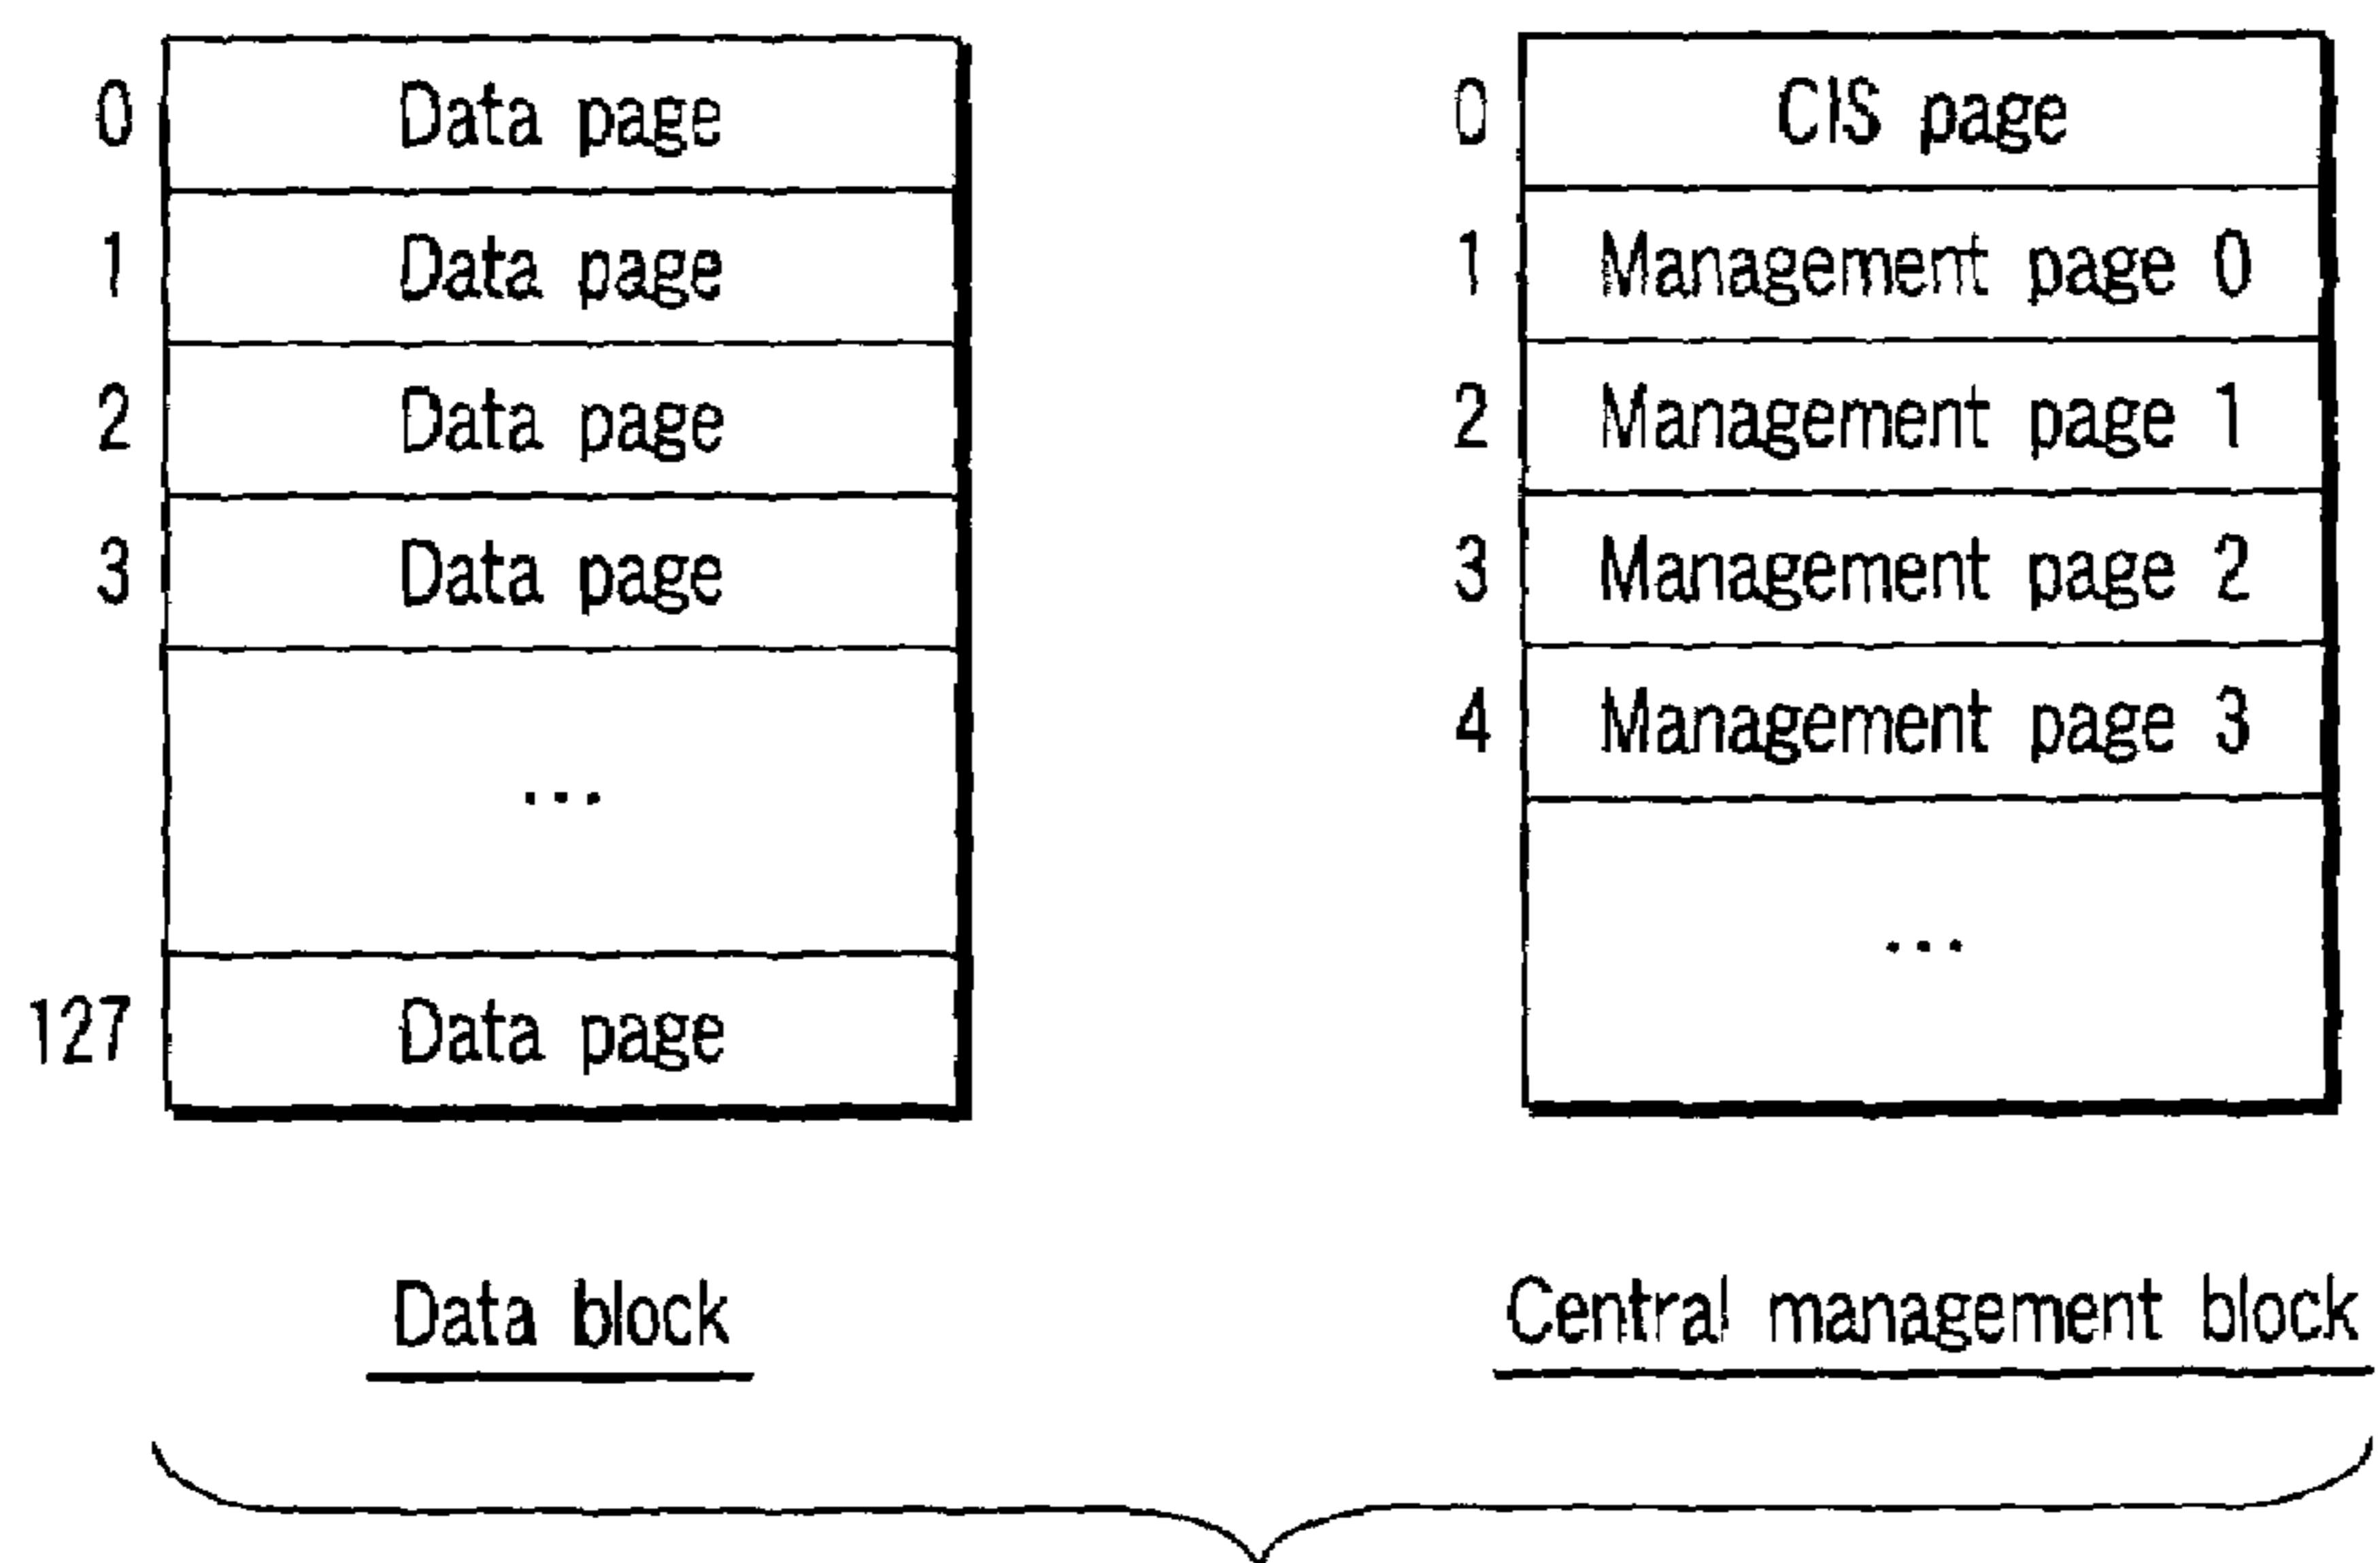 0 Data page
1 Data page
2 Data page
3 Data page
...
127 Data page
Data block
0 CIS page
1 Management page 0
2 Management page 1
3 Management page 2
4 Management page 3
...
Central management block